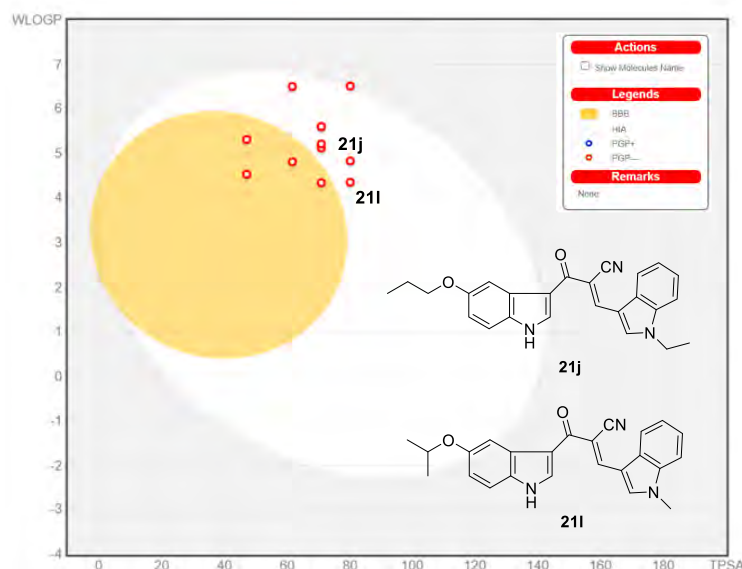 WLOGP
7
6
5
4
3
2
1
0
-1
-2
-3
-4
0
20
40
60
80
100
120
140
160
180
TPSA
21j
21l
Actions
Show Molecules Name
Legends
BBB
HIA
PGP+
PGP—
Remarks
None
O
CN
O
N
H
N
21j
O
CN
O
N
H
N
21l